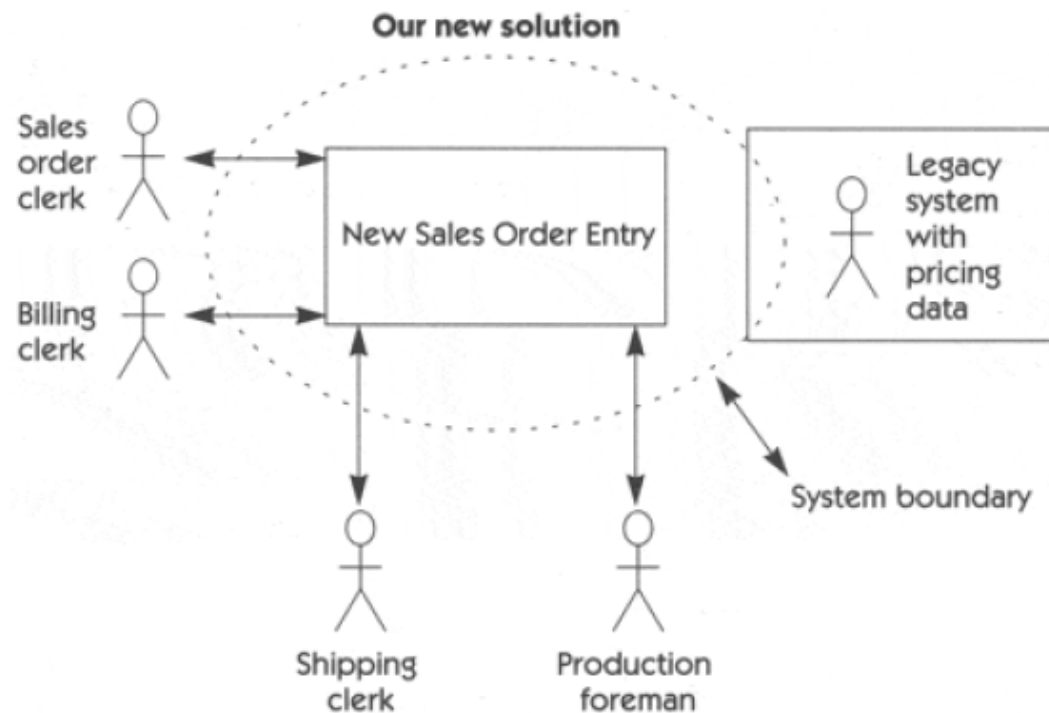 Our new solution
Sales
order
clerk
New Sales Order Entry
Legacy
system
with
pricing
data
Billing
clerk
System boundary
Shipping
clerk
Production
foreman